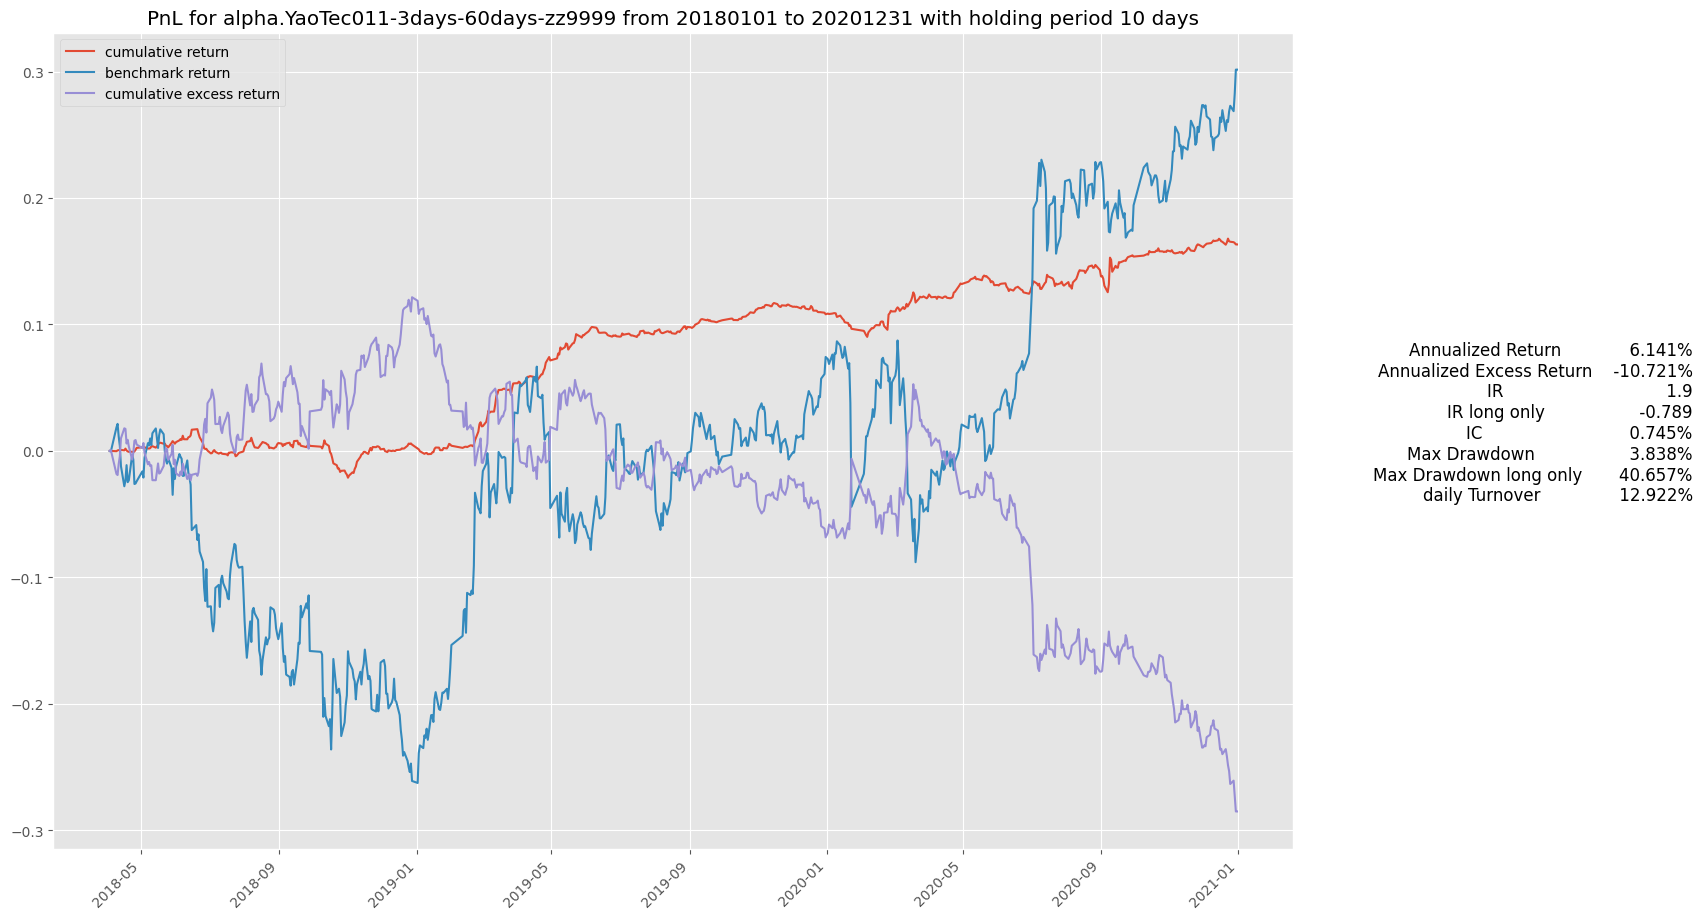 PnL for alpha.YaoTec011-3days-60days-zz9999 from 20180101 to 20201231 with holding period 10 days
cumulative return
benchmark return
cumulative excess return
0.3
0.2
0.1
0.0
−0.1
−0.2
−0.3
2018-05
2018-09
2019-01
2019-05
2019-09
2020-01
2020-05
2020-09
2021-01
Annualized Return 6.141%
Annualized Excess Return -10.721%
IR 1.9
IR long only -0.789
IC 0.745%
Max Drawdown 3.838%
Max Drawdown long only 40.657%
daily Turnover 12.922%